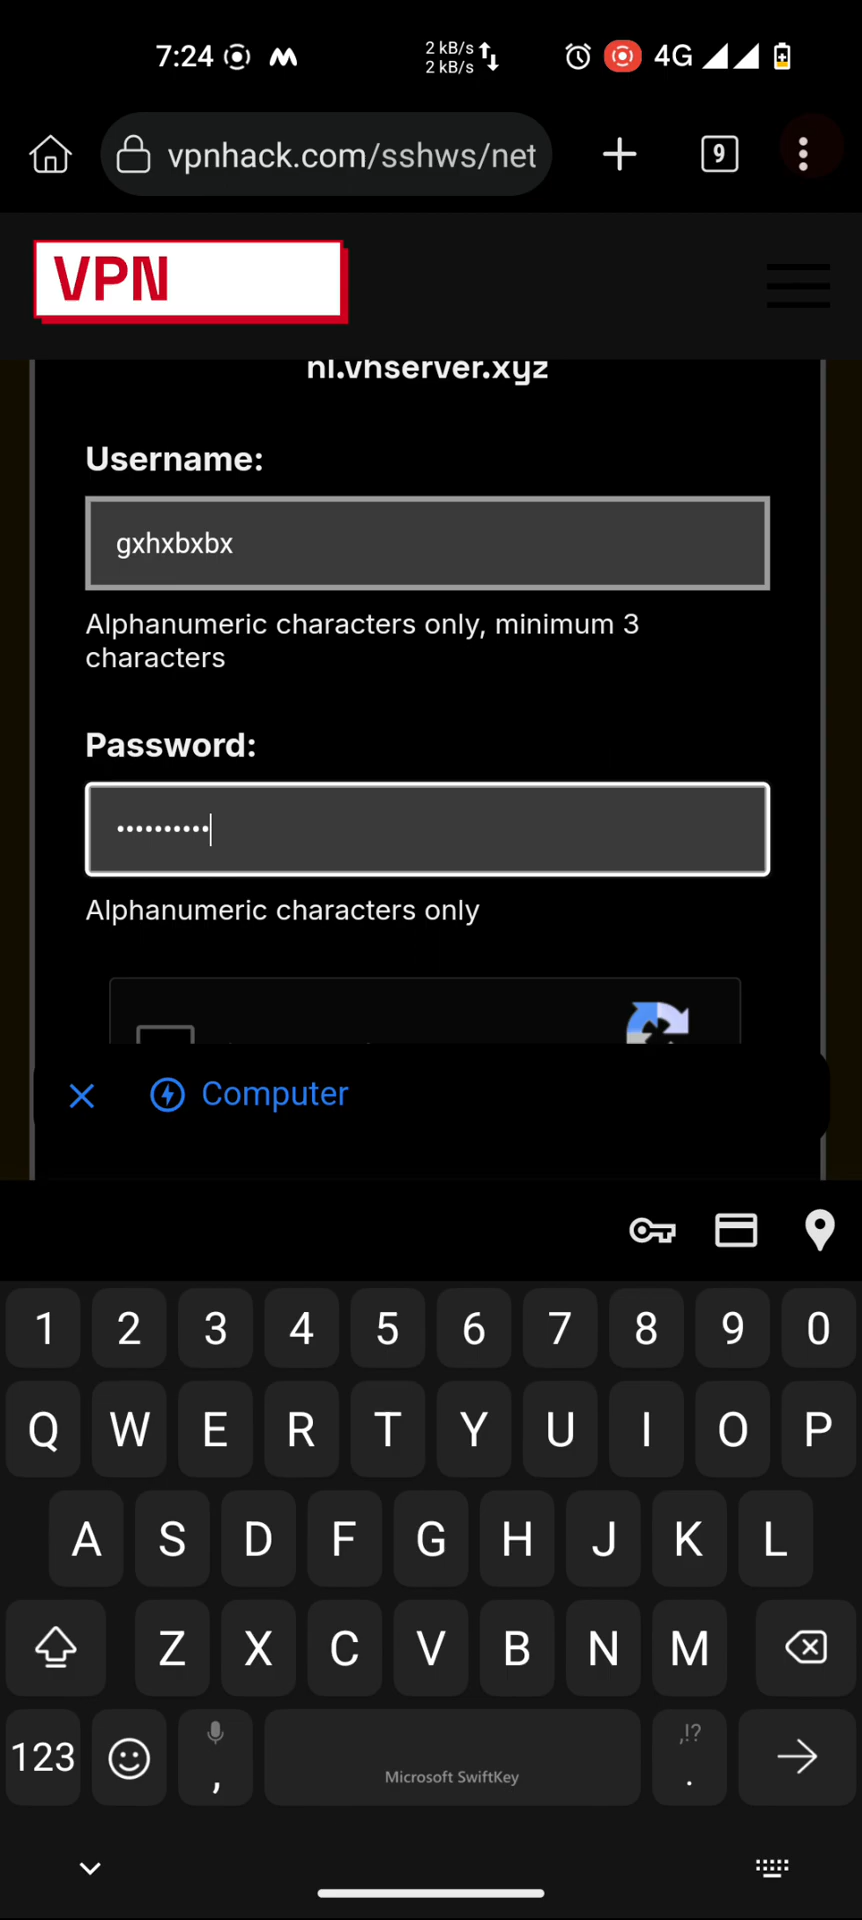 7:24
2 kB/s
2 kB/s
4G
vpnhack.com/sshws/net
9
VPN
nl.vhserver.xyz
Username:
gxhxbxbx
Alphanumeric characters only, minimum 3
characters
Password:
••••••••••
Alphanumeric characters only
Computer
1 2 3 4 5 6 7 8 9 0
Q W E R T Y U I O P
A S D F G H J K L
Z X C V B N M
123 , Microsoft SwiftKey ,!? .